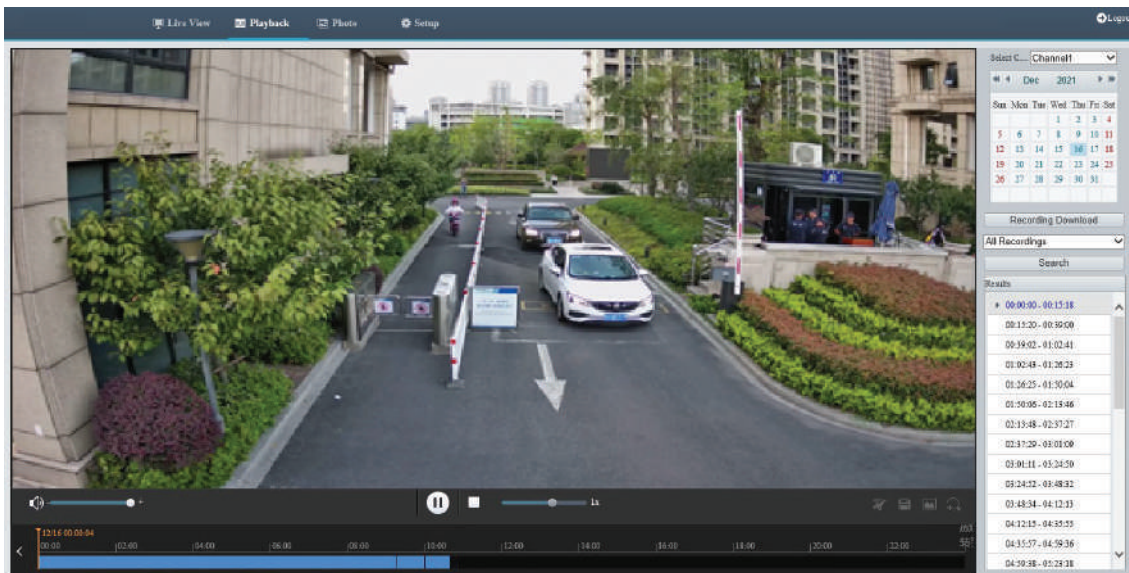 Live View Playback Photo Setup
Select C... Channel1
Dec 2021
Sun Mon Tue Wed Thu Fri Sat
1 2 3 4
5 6 7 8 9 10 11
12 13 14 15 16 17 18
19 20 21 22 23 24 25
26 27 28 29 30 31
Recording Download
All Recordings
Search
Results
00:00:00 - 00:15:18
00:15:20 - 00:39:00
00:39:02 - 01:02:41
01:02:43 - 01:26:23
01:26:25 - 01:50:04
01:50:06 - 02:13:46
02:13:48 - 02:37:27
02:37:29 - 03:01:09
03:01:11 - 03:24:50
03:24:52 - 03:48:32
03:48:34 - 04:12:13
04:12:15 - 04:35:55
04:35:57 - 04:59:36
04:59:38 - 05:23:18
1x
12/16 00:00:04
00:00 02:00 04:00 06:00 08:00 10:00 12:00 14:00 16:00 18:00 20:00 22:00